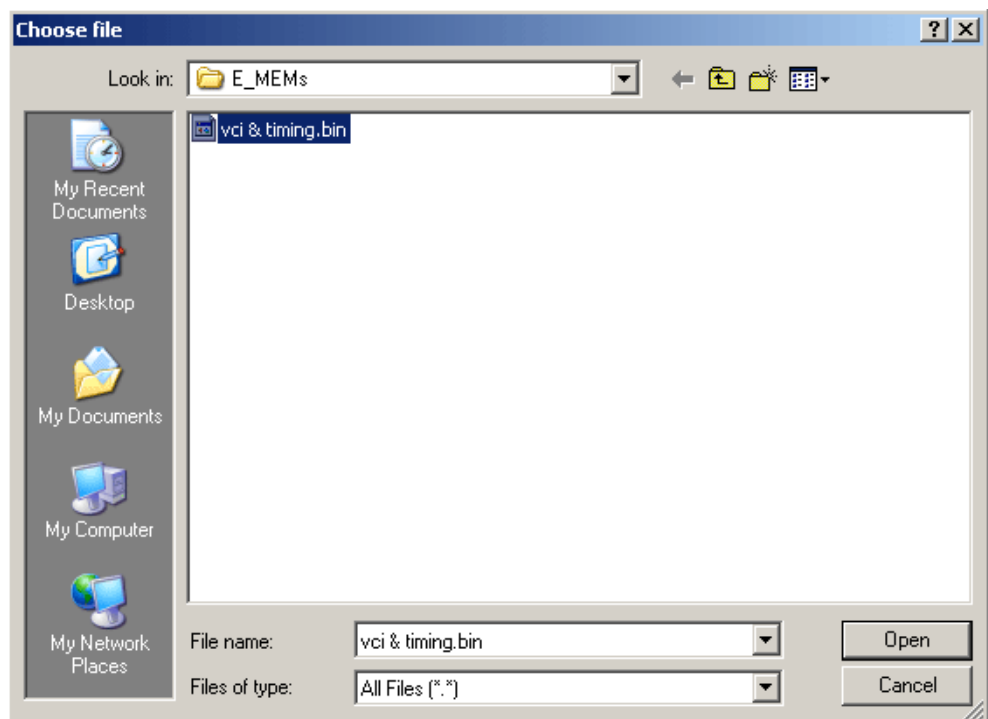 Choose file
Look in: E_MEMs
vci & timing.bin
My Recent
Documents
Desktop
My Documents
My Computer
My Network
Places
File name: vci & timing.bin Open
Files of type: All Files (*.*) Cancel